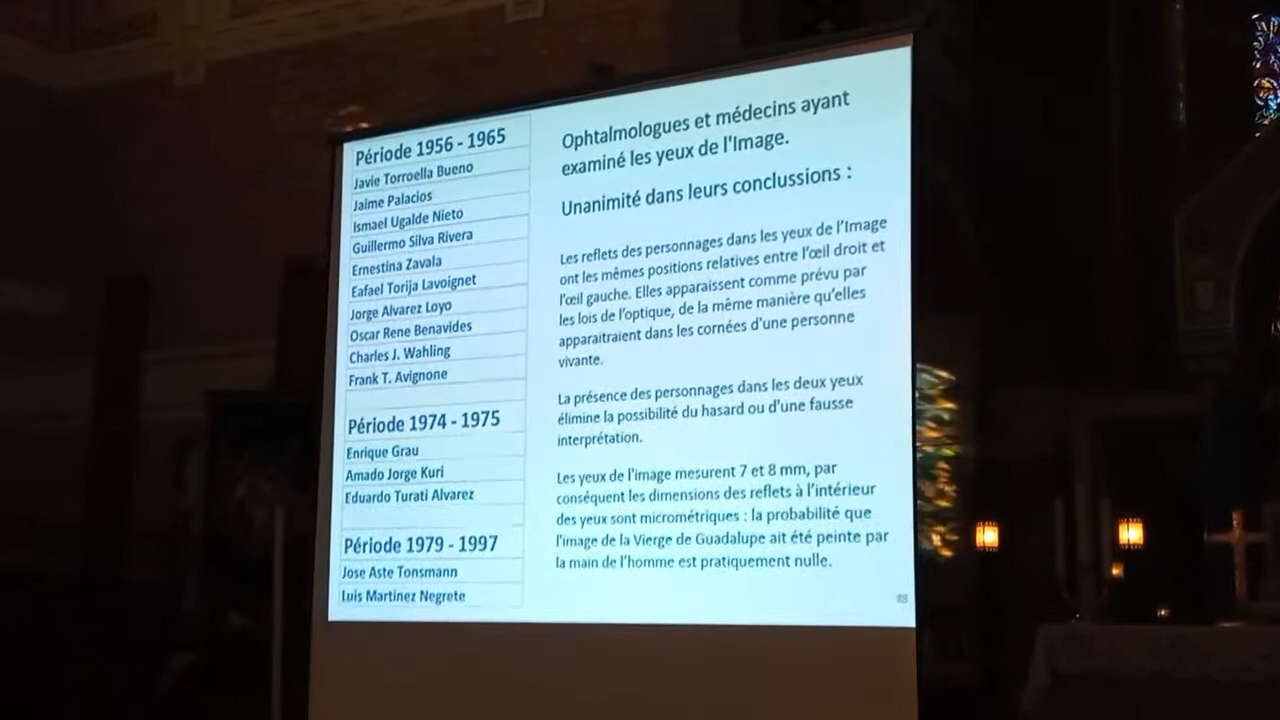 Période 1956 - 1965
Javie Torroella Bueno
Jaime Palacios
Ismael Ugalde Nieto
Guillermo Silva Rivera
Ernestina Zavala
Eafael Torija Lavoignet
Jorge Alvarez Loyo
Oscar Rene Benavides
Charles J. Wahling
Frank T. Avignone
Période 1974 - 1975
Enrique Grau
Amado Jorge Kuri
Eduardo Turati Alvarez
Période 1979 - 1997
Jose Aste Tonsmann
Luis Martinez Negrete
Ophtalmologues et médecins ayant
examiné les yeux de l'Image.
Unanimité dans leurs conclussions :
Les reflets des personnages dans les yeux de l'Image
ont les mêmes positions relatives entre l'œil droit et
l'œil gauche. Elles apparaissent comme prévu par
les lois de l'optique, de la même manière qu'elles
apparaitraient dans les cornées d'une personne
vivante.
La présence des personnages dans les deux yeux
élimine la possibilité du hasard ou d'une fausse
interprétation.
Les yeux de l'image mesurent 7 et 8 mm, par
conséquent les dimensions des reflets à l'intérieur
des yeux sont micrométriques : la probabilité que
l'image de la Vierge de Guadalupe ait été peinte par
la main de l'homme est pratiquement nulle.